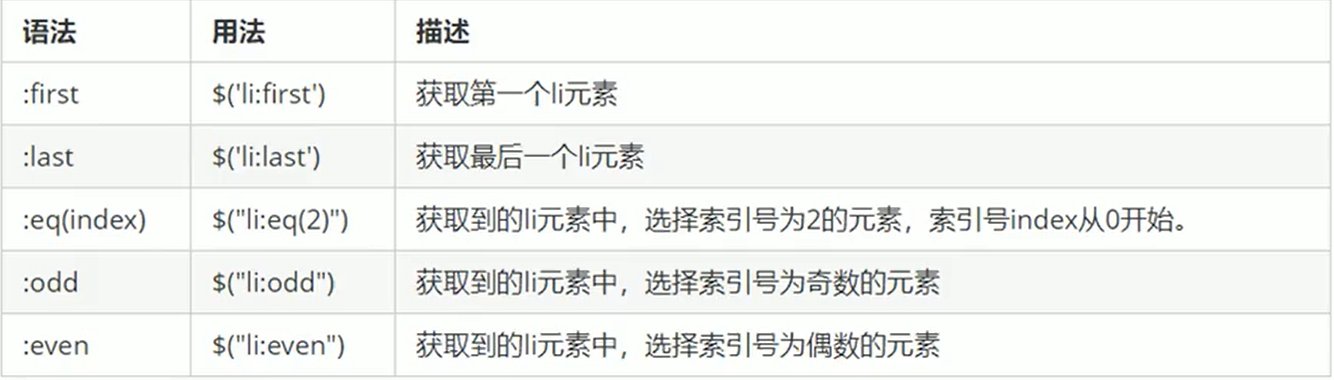 语法 用法 描述
:first $('li:first') 获取第一个li元素
:last $('li:last') 获取最后一个li元素
:eq(index) $("li:eq(2)") 获取到的li元素中，选择索引号为2的元素，索引号index从0开始。
:odd $("li:odd") 获取到的li元素中，选择索引号为奇数的元素
:even $("li:even") 获取到的li元素中，选择索引号为偶数的元素